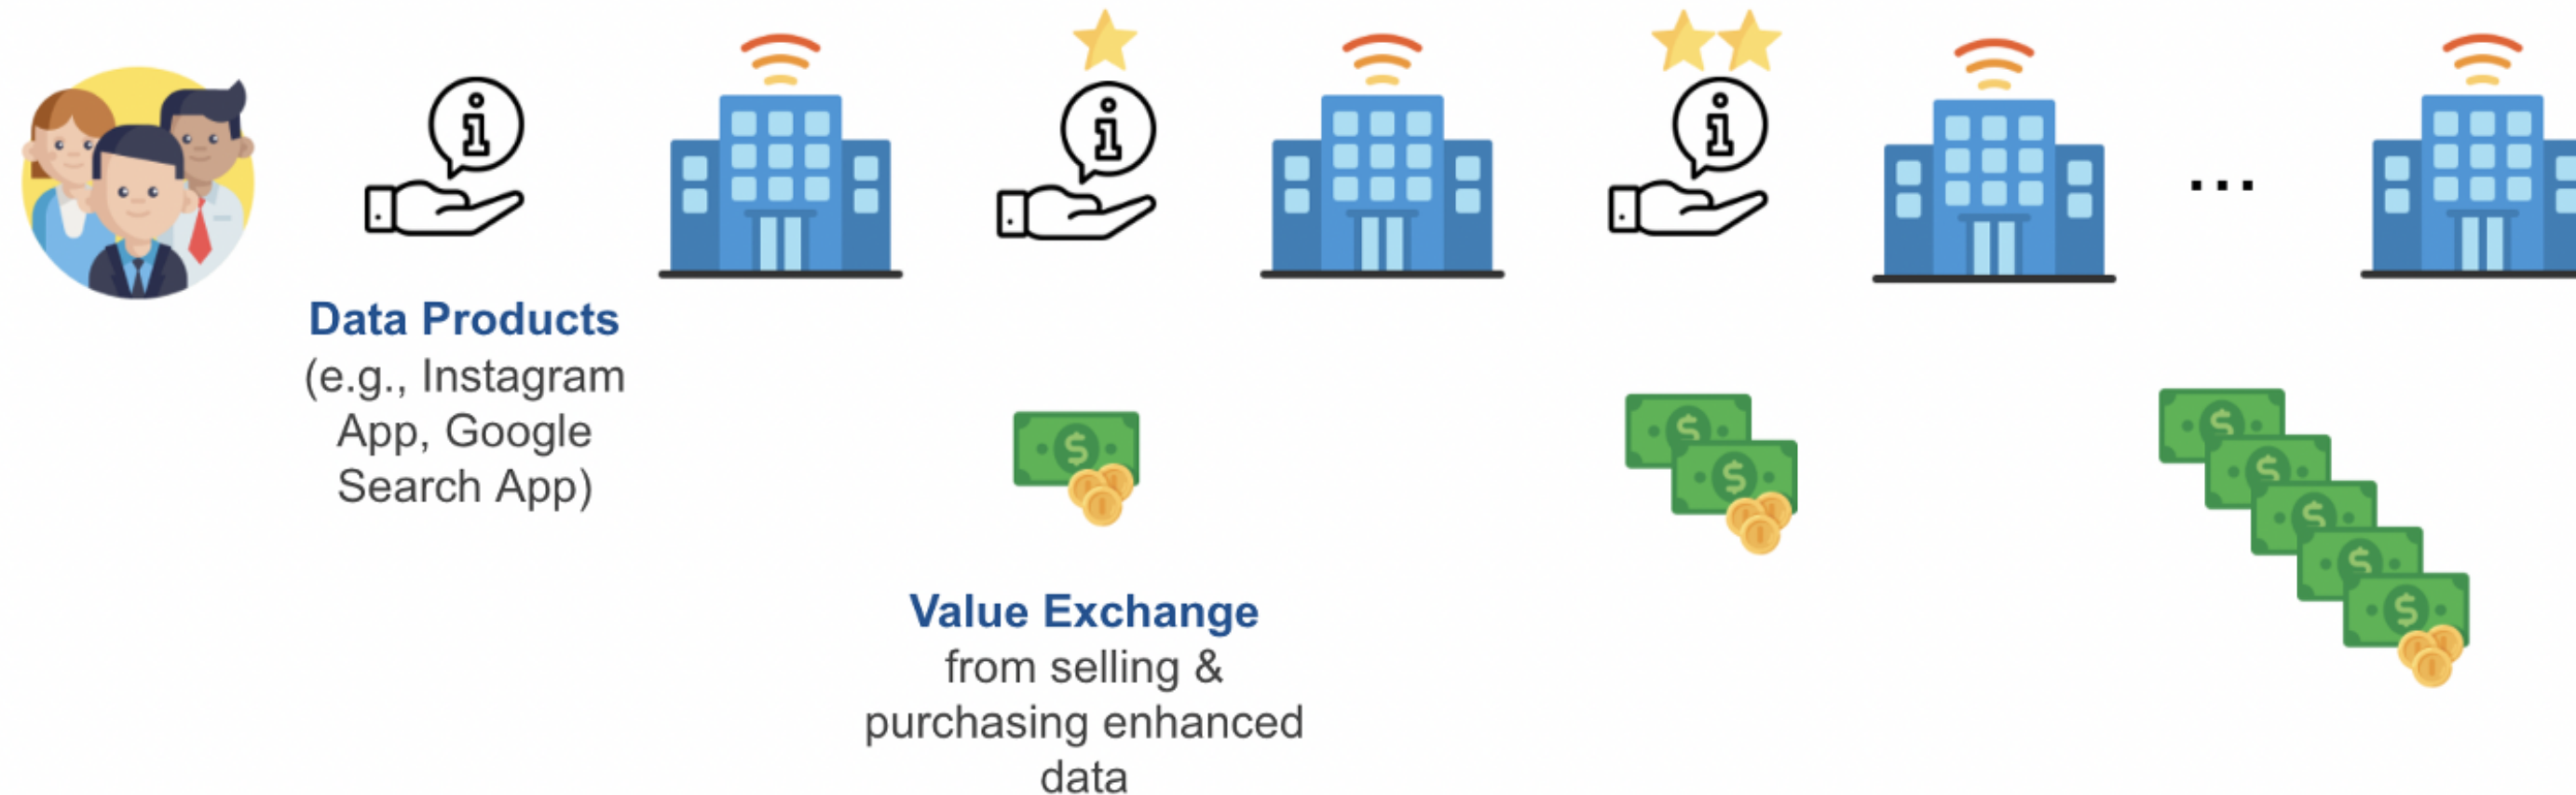 Data Products
(e.g., Instagram
App, Google
Search App)
...
Value Exchange
from selling &
purchasing enhanced
data